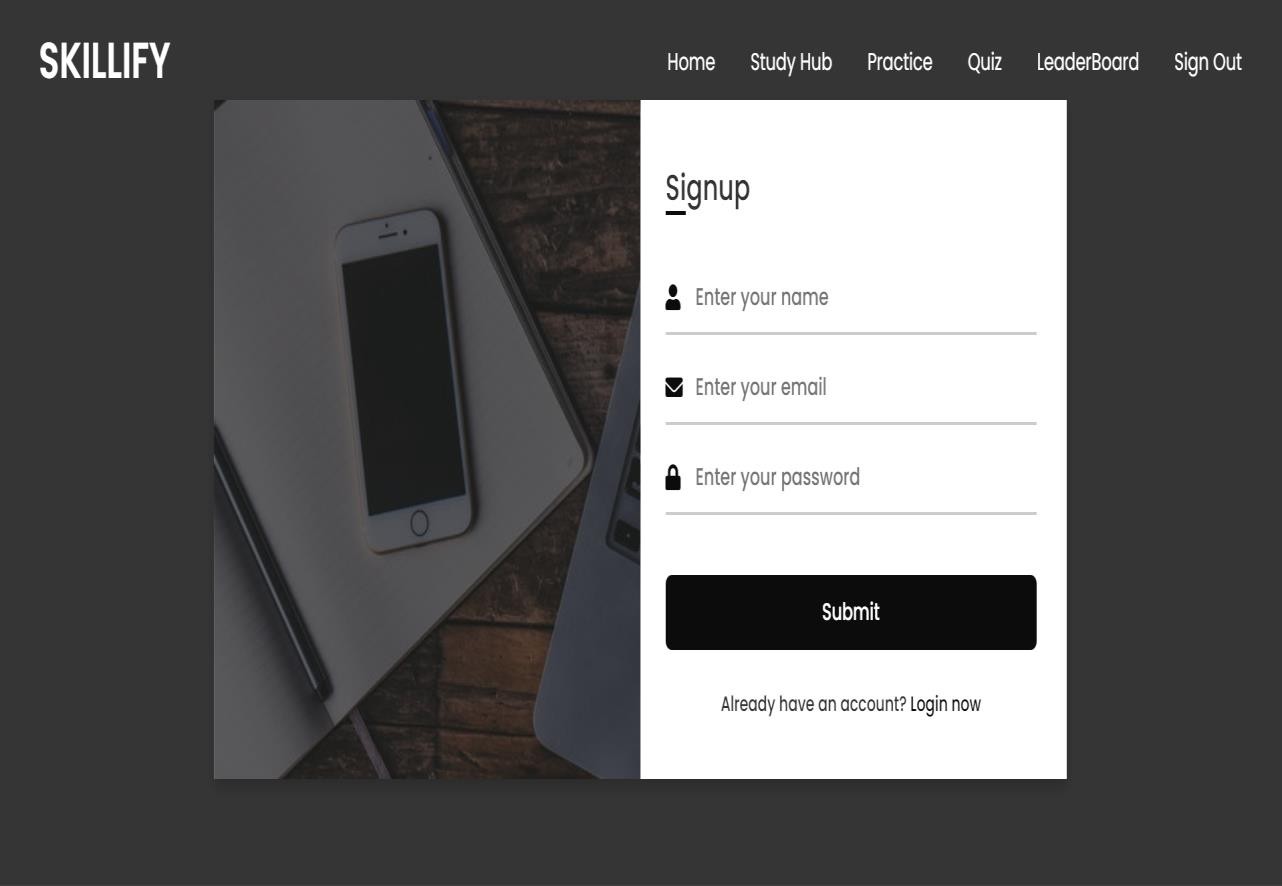 SKILLIFY
Home Study Hub Practice Quiz LeaderBoard Sign Out
Signup
Enter your name
Enter your email
Enter your password
Submit
Already have an account? Login now